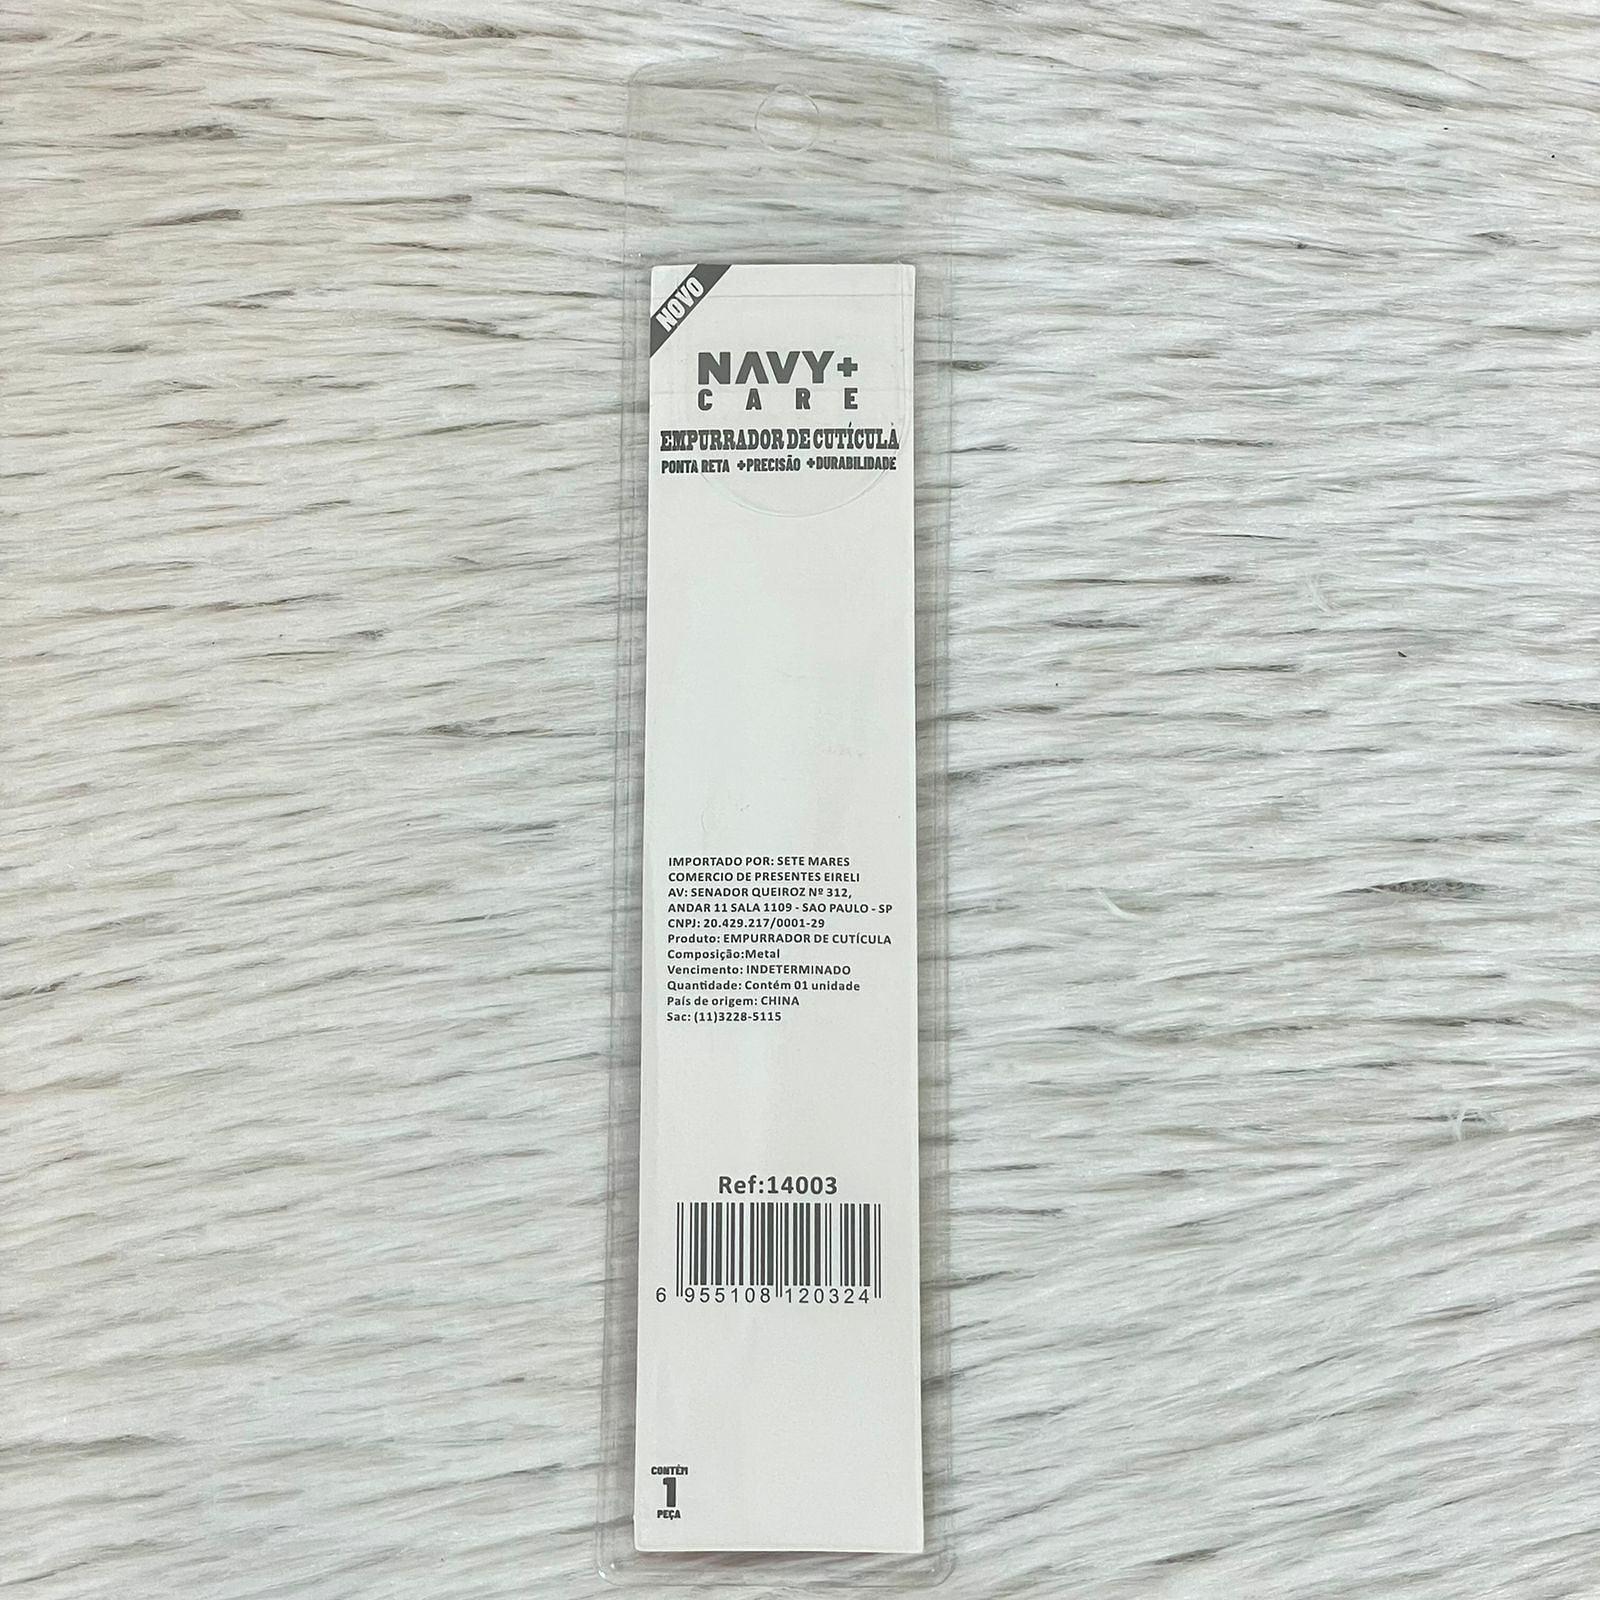 NOVO
NAVY+
CARE
EMPURRADOR DE CUTÍCULA
PONTA RETA +PRECISÃO +DURABILIDADE
IMPORTADO POR: SETE MARES
COMERCIO DE PRESENTES EIRELI
AV: SENADOR QUEIROZ Nº 312,
ANDAR 11 SALA 1109 - SAO PAULO - SP
CNPJ: 20.429.217/0001-29
Produto: EMPURRADOR DE CUTÍCULA
Composição:Metal
Vencimento: INDETERMINADO
Quantidade: Contém 01 unidade
País de origem: CHINA
Sac: (11)3228-5115
Ref:14003
6 955108 120324
CONTÉM
1
PEÇA